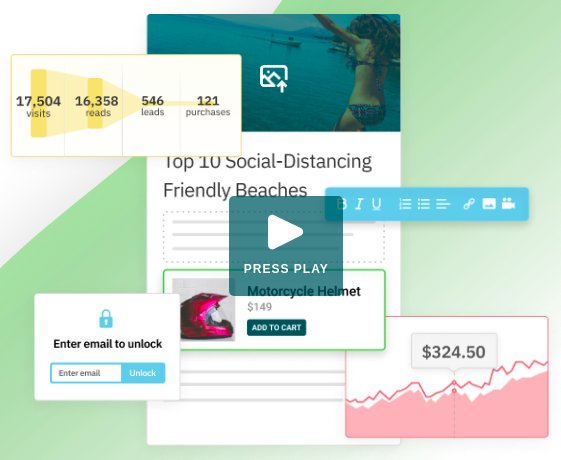 17,504 16,358 546 121
visits reads leads purchases
Top 10 Social-Distancing
Friendly Beaches
B I U
PRESS PLAY
Motorcycle Helmet
$149
ADD TO CART
Enter email to unlock
Enter email Unlock
$324.50